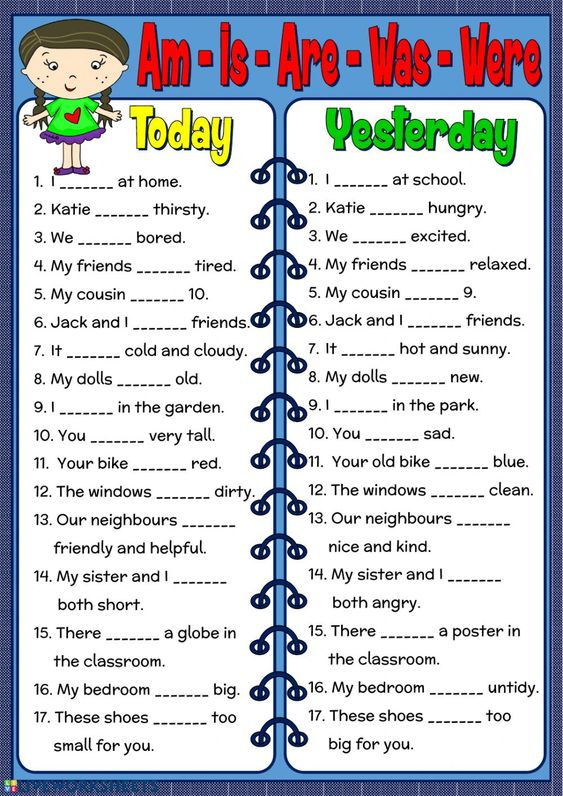 Am - is - Are - Was - Were
Today
1. I _______ at home.
2. Katie _______ thirsty.
3. We _______ bored.
4. My friends _______ tired.
5. My cousin _______ 10.
6. Jack and I _______ friends.
7. It _______ cold and cloudy.
8. My dolls _______ old.
9. I _______ in the garden.
10. You _______ very tall.
11. Your bike _______ red.
12. The windows _______ dirty.
13. Our neighbours _______
friendly and helpful.
14. My sister and I _______
both short.
15. There _______ a globe in
the classroom.
16. My bedroom _______ big.
17. These shoes _______ too
small for you.
Yesterday
1. I _______ at school.
2. Katie _______ hungry.
3. We _______ excited.
4. My friends _______ relaxed.
5. My cousin _______ 9.
6. Jack and I _______ friends.
7. It _______ hot and sunny.
8. My dolls _______ new.
9. I _______ in the park.
10. You _______ sad.
11. Your old bike _______ blue.
12. The windows _______ clean.
13. Our neighbours _______
nice and kind.
14. My sister and I _______
both angry.
15. There _______ a poster in
the classroom.
16. My bedroom _______ untidy.
17. These shoes _______ too
big for you.
LIVEWORKSHEETS